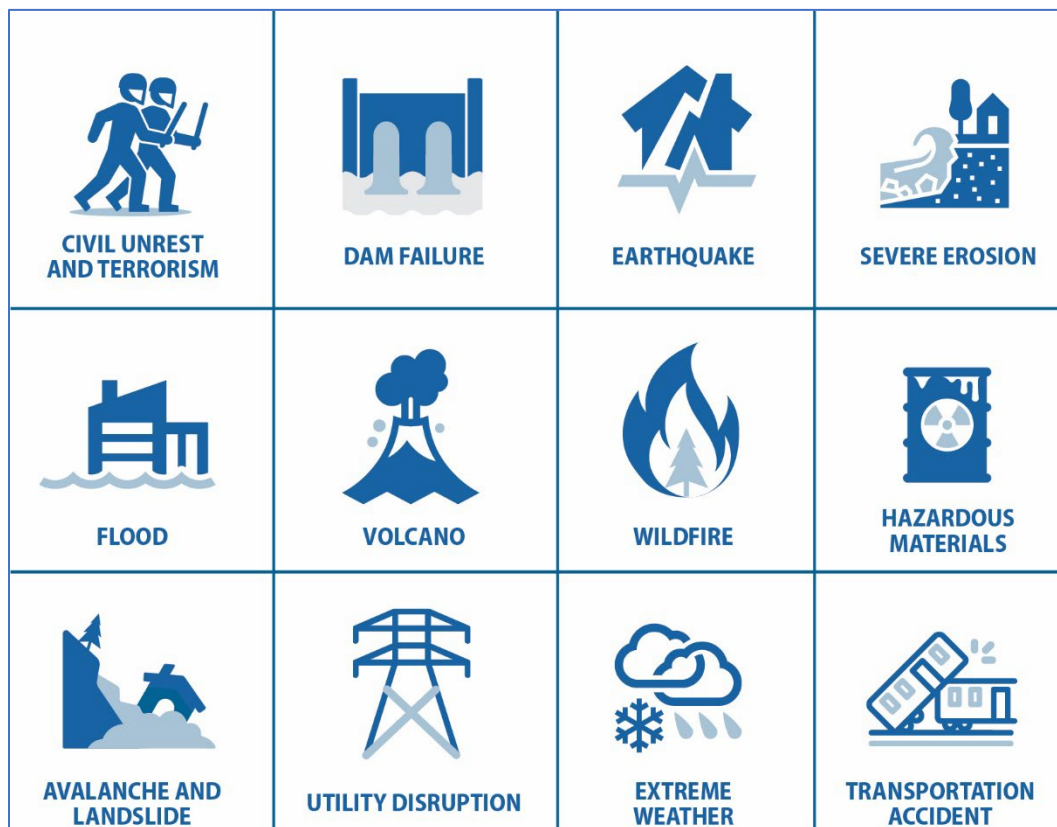 CIVIL UNREST
AND TERRORISM
DAM FAILURE
EARTHQUAKE
SEVERE EROSION
FLOOD
VOLCANO
WILDFIRE
HAZARDOUS
MATERIALS
AVALANCHE AND
LANDSLIDE
UTILITY DISRUPTION
EXTREME
WEATHER
TRANSPORTATION
ACCIDENT